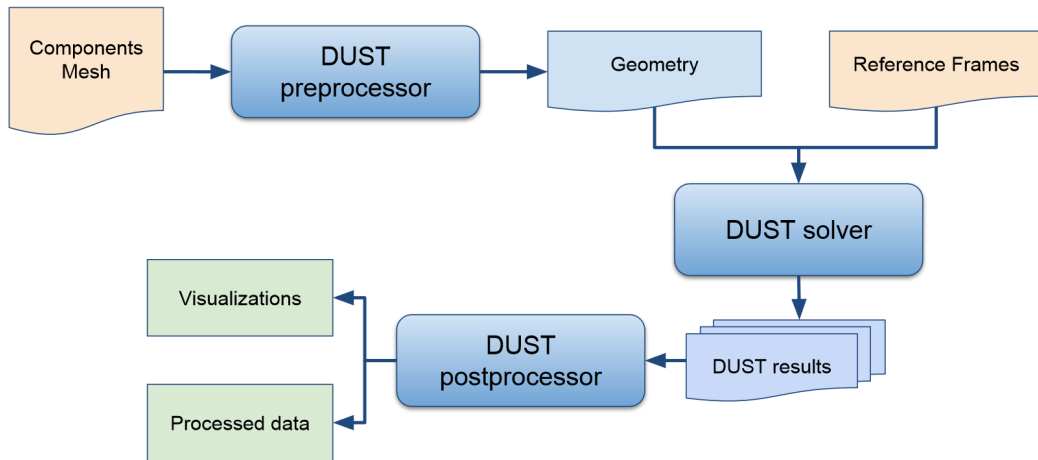 Components
Mesh
DUST
preprocessor
Geometry
Reference Frames
DUST solver
DUST results
DUST
postprocessor
Visualizations
Processed data